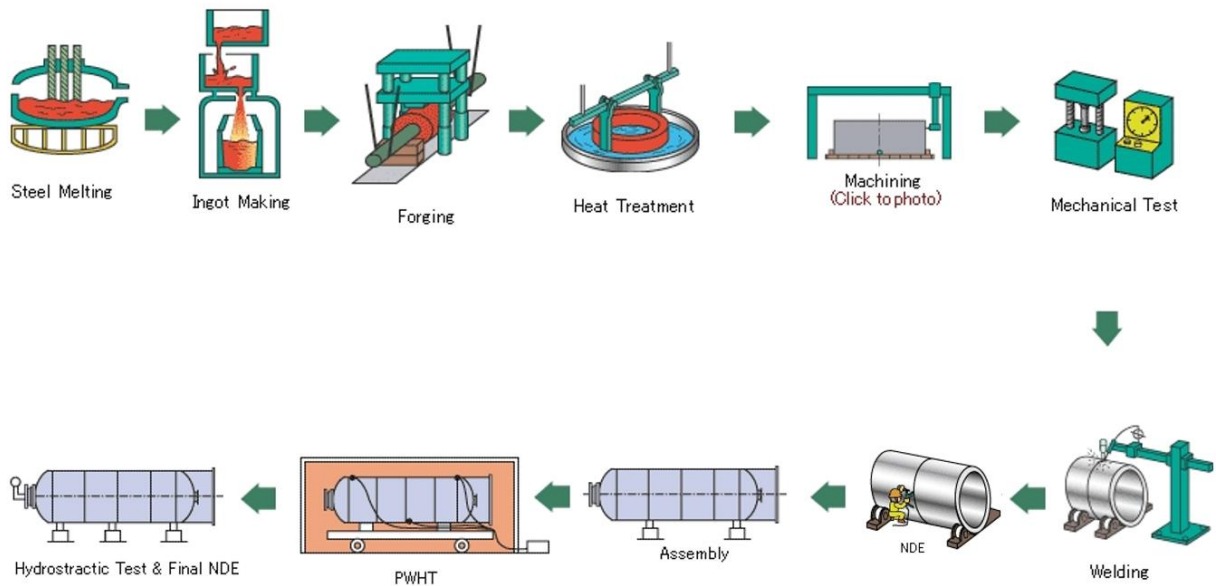 Steel Melting
Ingot Making
Forging
Heat Treatment
Machining
(Click to photo)
Mechanical Test
Welding
NDE
Assembly
PWHT
Hydrostractic Test & Final NDE